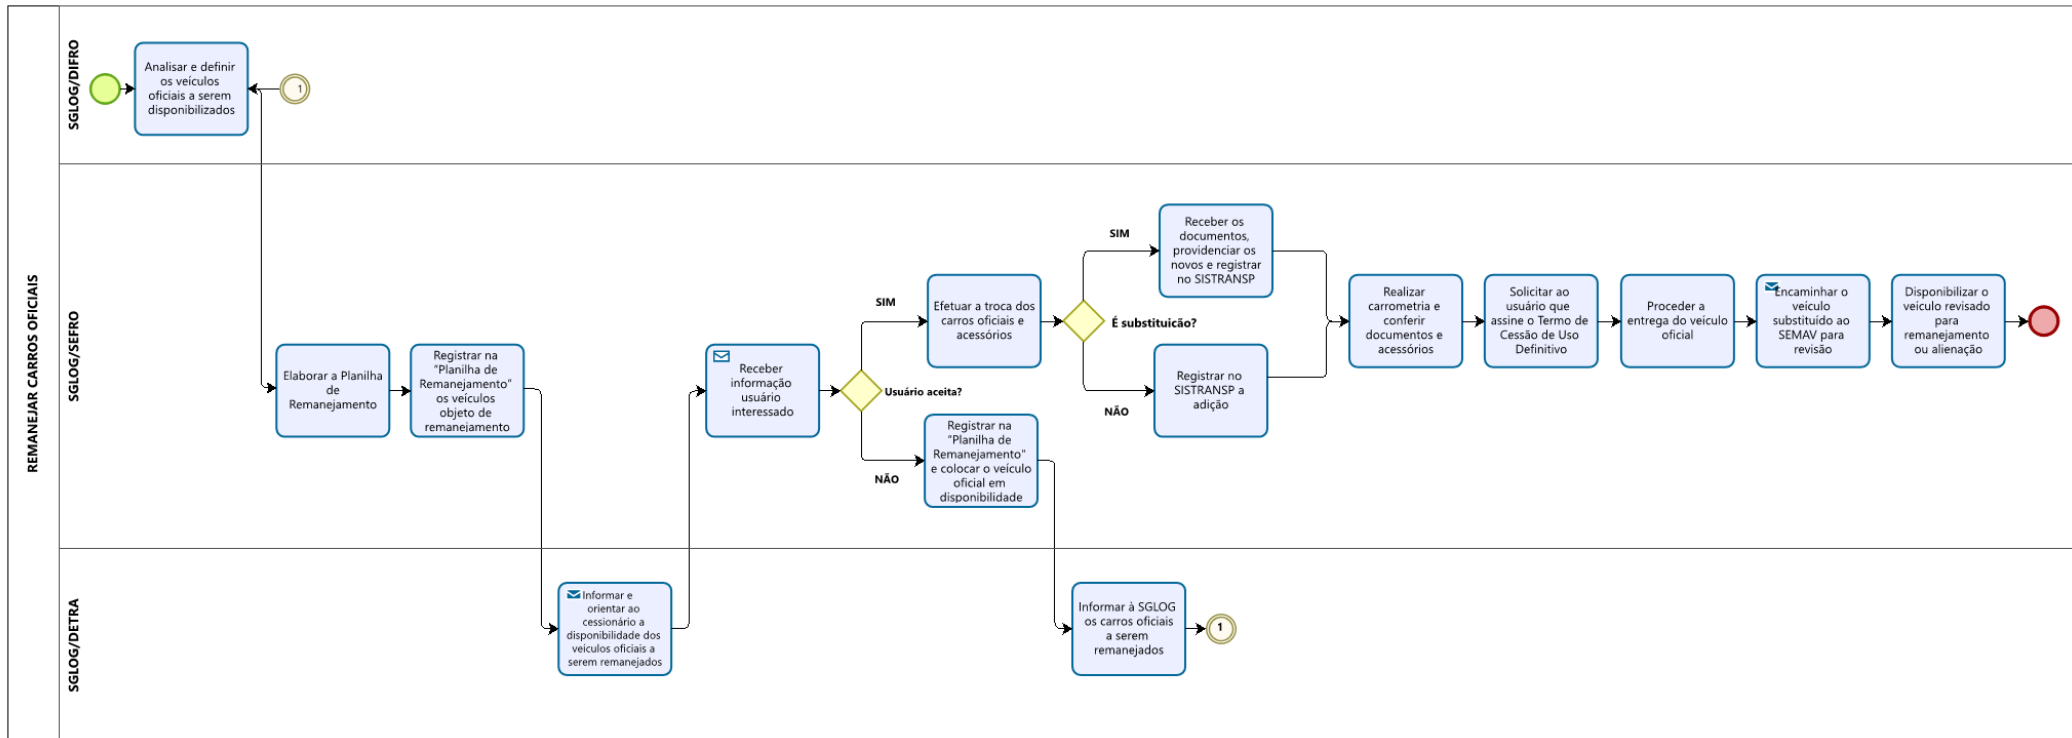 REMANEJAR CARROS OFICIAIS
SGLOG/DIFRO
Analisar e definir
os veículos
oficiais a serem
disponibilizados
1
SGLOG/SEFRO
Elaborar a Planilha
de
Remanejamento
Registrar na
"Planilha de
Remanejamento"
os veículos
objeto de
remanejamento
Receber
informação
usuário
interessado
Usuário aceita?
SIM
NÃO
Efetuar a troca dos
carros oficiais e
acessórios
Registrar na
"Planilha de
Remanejamento"
e colocar o veículo
oficial em
disponibilidade
É substituicão?
SIM
NÃO
Receber os
documentos,
providenciar os
novos e registrar
no SISTRANSP
Registrar no
SISTRANSP a
adição
Realizar
carrometria e
conferir
documentos e
acessórios
Solicitar ao
usuário que
assine o Termo de
Cessão de Uso
Definitivo
Proceder a
entrega do veículo
oficial
Encaminhar o
veículo
substituído ao
SEMAV para
revisão
Disponibilizar o
veículo revisado
para
remanejamento
ou alienação
SGLOG/DETRA
Informar e
orientar ao
cessionário a
disponibilidade dos
veículos oficiais a
serem remanejados
Informar à SGLOG
os carros oficiais
a serem
remanejados
1